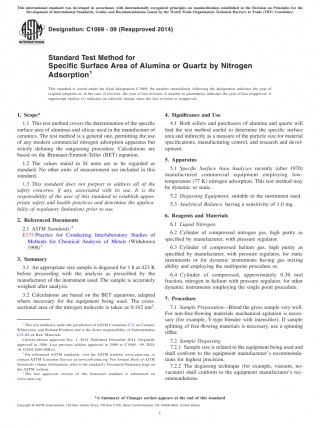 This international standard was developed in accordance with internationally recognized principles on standardization established in the Decision on Principles for the
Development of International Standards, Guides and Recommendations issued by the World Trade Organization Technical Barriers to Trade (TBT) Committee.
ASTM
INTERNATIONAL
Designation: C1069 − 09 (Reapproved 2014)
Standard Test Method for
Specific Surface Area of Alumina or Quartz by Nitrogen
Adsorption¹
This standard is issued under the fixed designation C1069; the number immediately following the designation indicates the year of
original adoption or, in the case of revision, the year of last revision. A number in parentheses indicates the year of last reapproval. A
superscript epsilon (ε) indicates an editorial change since the last revision or reapproval.
1. Scope*
1.1 This test method covers the determination of the specific
surface area of aluminas and silicas used in the manufacture of
ceramics. The test method is a general one, permitting the use
of any modern commercial nitrogen adsorption apparatus but
strictly defining the outgassing procedure. Calculations are
based on the Brunauer-Emmett-Teller (BET) equation.
1.2 The values stated in SI units are to be regarded as
standard. No other units of measurement are included in this
standard.
1.3 This standard does not purport to address all of the
safety concerns, if any, associated with its use. It is the
responsibility of the user of this standard to establish appro-
priate safety and health practices and determine the applica-
bility of regulatory limitations prior to use.
2. Referenced Documents
2.1 ASTM Standards:²
E173 Practice for Conducting Interlaboratory Studies of
Methods for Chemical Analysis of Metals (Withdrawn
1998)³
3. Summary
3.1 An appropriate size sample is degassed for 1 h at 423 K
before proceeding with the analysis as prescribed by the
manufacturer of the instrument used. The sample is accurately
weighed after analysis.
3.2 Calculations are based on the BET equations, adapted
where necessary for the equipment being used. The cross-
sectional area of the nitrogen molecule is taken as 0.162 nm².
¹ This test method is under the jurisdiction of ASTM Committee C21 on Ceramic
Whitewares and Related Products and is the direct responsibility of Subcommittee
C21.04 on Raw Materials.
Current edition approved Dec. 1, 2014. Published December 2014. Originally
approved in 1986. Last previous edition approved in 2009 as C1069 – 09. DOI:
10.1520/C1069-09R14.
² For referenced ASTM standards, visit the ASTM website, www.astm.org, or
contact ASTM Customer Service at service@astm.org. For Annual Book of ASTM
Standards volume information, refer to the standard's Document Summary page on
the ASTM website.
³ The last approved version of this historical standard is referenced on
www.astm.org.
4. Significance and Use
4.1 Both sellers and purchasers of alumina and quartz will
find the test method useful to determine the specific surface
area and indirectly as a measure of the particle size for material
specifications, manufacturing control, and research and devel-
opment.
5. Apparatus
5.1 Specific Surface Area Analyzer, recently (after 1970)
manufactured commercial equipment employing low-
temperature (77 K) nitrogen adsorption. This test method may
be dynamic or static.
5.2 Degassing Equipment, suitable to the instrument used.
5.3 Analytical Balance, having a sensitivity of 1.0 mg.
6. Reagents and Materials
6.1 Liquid Nitrogen.
6.2 Cylinder of compressed nitrogen gas, high purity as
specified by manufacturer, with pressure regulator.
6.3 Cylinder of compressed helium gas, high purity as
specified by manufacturer, with pressure regulator, for static
instruments or for dynamic instruments having gas mixing
ability and employing the multipoint procedure or,
6.4 Cylinder of compressed, approximately 0.30 mol
fraction, nitrogen in helium with pressure regulator, for other
dynamic instruments employing the single point procedure.
7. Procedure
7.1 Sample Preparation—Blend the gross sample very well.
For non-free-flowing materials mechanical agitation is neces-
sary (for example, V-type blender with intensifier). If sample
splitting of free-flowing materials is necessary, use a spinning
riffler.
7.2 Sample Degassing
7.2.1 Sample size is related to the equipment being used and
shall conform to the equipment manufacturer's recommenda-
tions for highest precision.
7.2.2 The degassing technique (for example, vacuum, no-
vacuum) shall conform to the equipment manufacturer's rec-
ommendations.
*A Summary of Changes section appears at the end of this standard
Copyright © ASTM International, 100 Barr Harbor Drive, PO Box C700, West Conshohocken, PA 19428-2959. United States
1